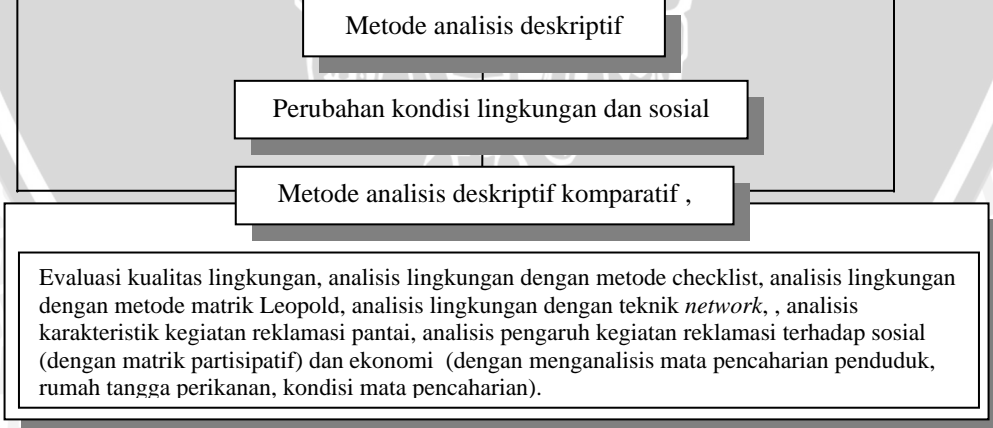 Metode analisis deskriptif
Perubahan kondisi lingkungan dan sosial
Metode analisis deskriptif komparatif ,
Evaluasi kualitas lingkungan, analisis lingkungan dengan metode checklist, analisis lingkungan
dengan metode matrik Leopold, analisis lingkungan dengan teknik network, , analisis
karakteristik kegiatan reklamasi pantai, analisis pengaruh kegiatan reklamasi terhadap sosial
(dengan matrik partisipatif) dan ekonomi (dengan menganalisis mata pencaharian penduduk,
rumah tangga perikanan, kondisi mata pencaharian).